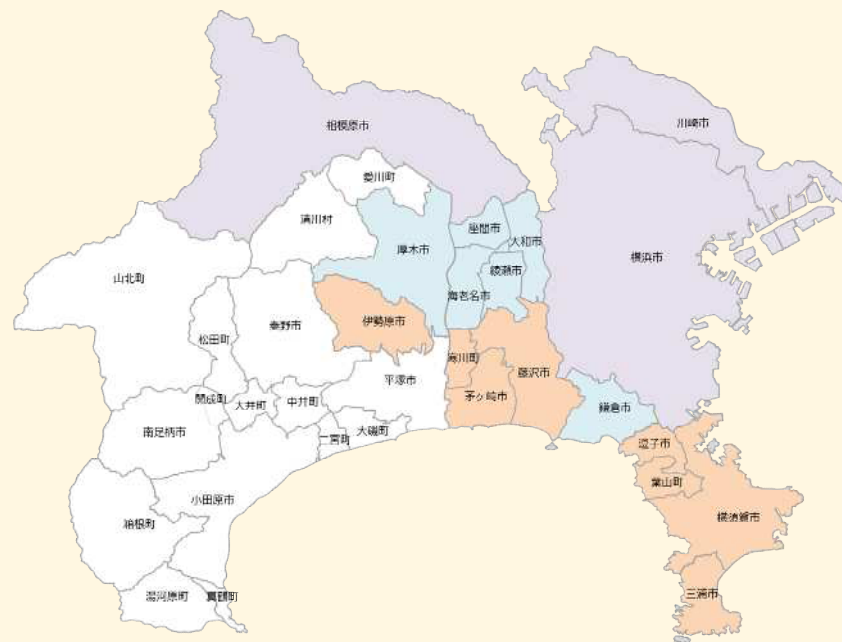 川崎市
相模原市
愛川町
清川村
座間市
大和市
厚木市
横浜市
綾瀬市
山北町
海老名市
伊勢原市
秦野市
松田町
寒川町
藤沢市
平塚市
開成町
大井町
中井町
茅ヶ崎市
鎌倉市
南足柄市
二宮町
大磯町
逗子市
葉山町
小田原市
横須賀市
箱根町
三浦市
湯河原町
真鶴町